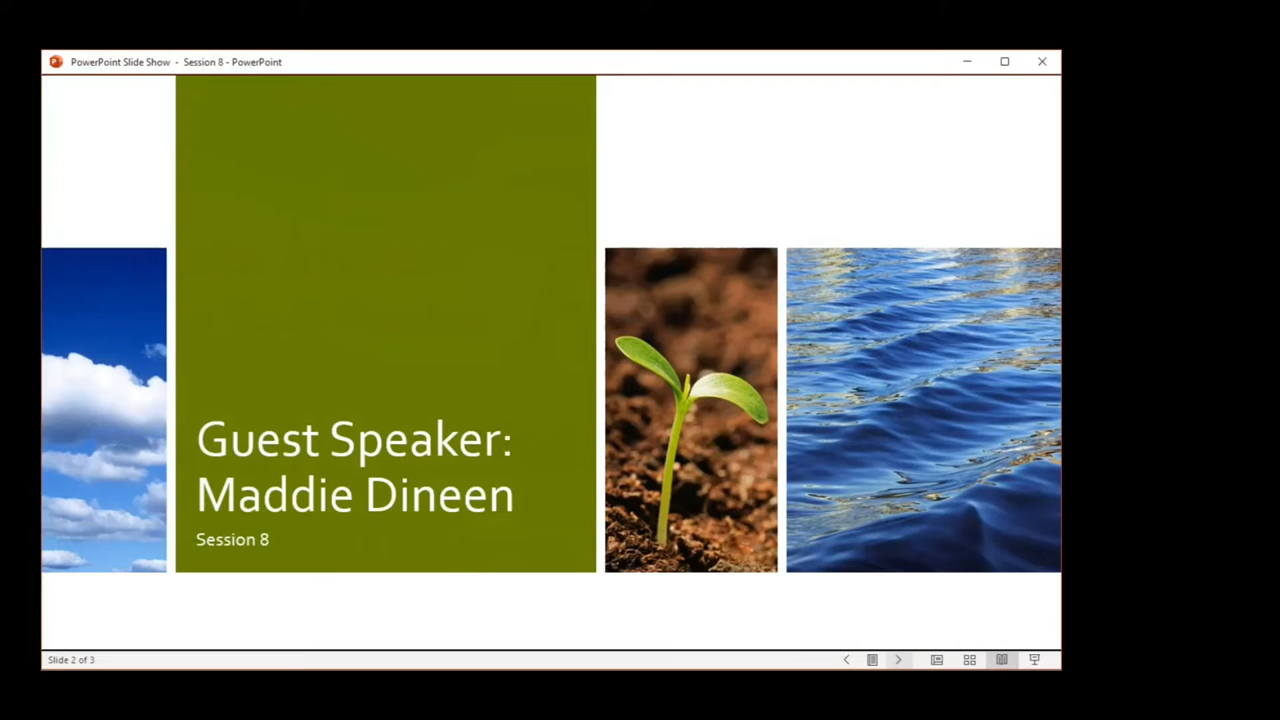 PowerPoint Slide Show - Session 8 - PowerPoint
Guest Speaker:
Maddie Dineen
Session 8
Slide 2 of 3